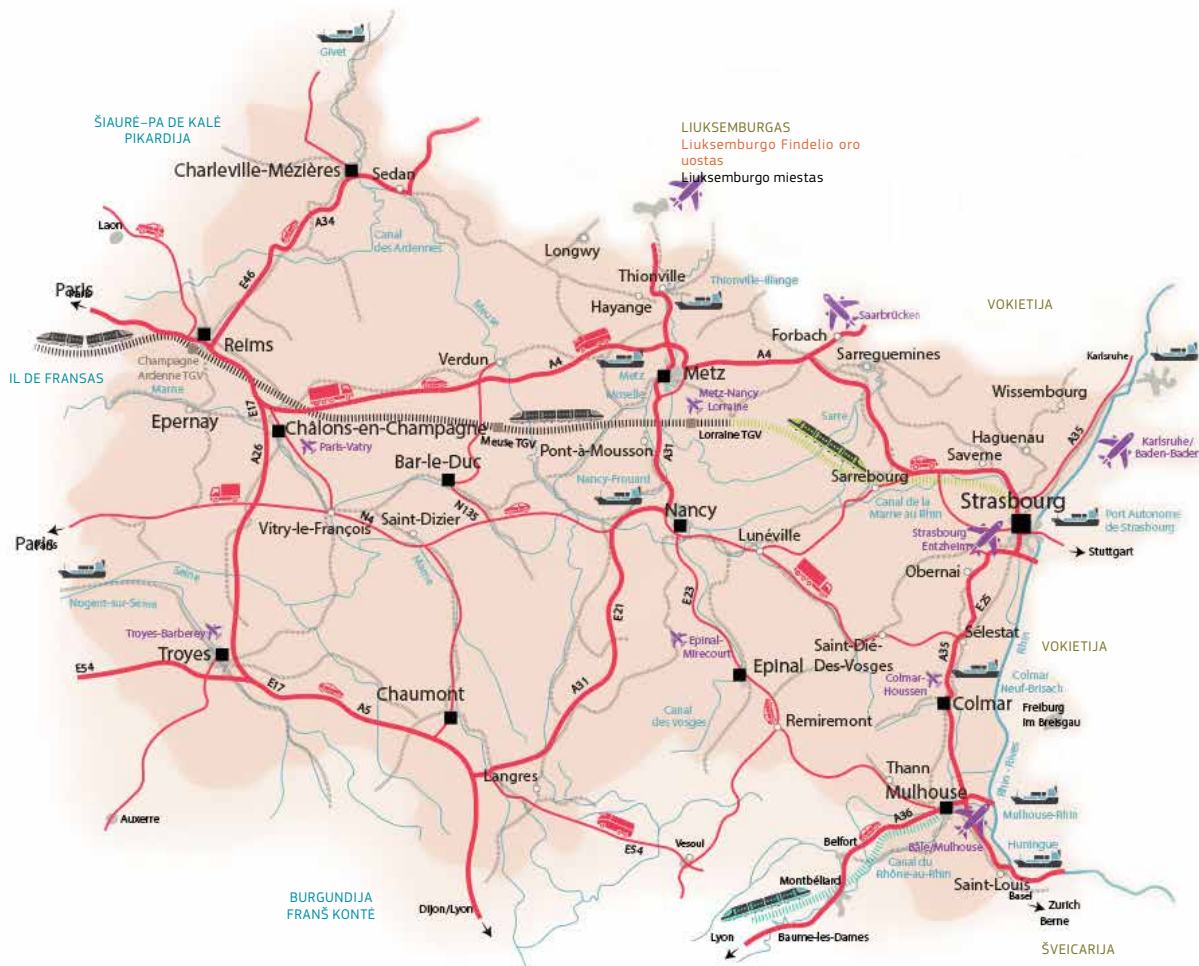 Givet
ŠIAURĖ–PA DE KALĖ
PIKARDIJA
LIUKSEMBURGAS
Liuksemburgo Findelio oro
uostas
Liuksemburgo miestas
Charleville-Mézières
Sedan
Laon
A34
Canal
des Ardennes
Longwy
Thionville
Thionville-Illange
Hayange
E46
Meuse
Paris
Reims
Saarbrücken
VOKIETIJA
Forbach
Sarreguemines
Karlsruhe
Champagne
Ardenne TGV
Marne
IL DE FRANSAS
Verdun
A4
Metz
Metz
Moselle
A4
Metz-Nancy
Lorraine
Wissembourg
A35
Epernay
E17
Châlons-en-Champagne
Paris-Vatry
Meuse TGV
Lorraine TGV
Sarre
Haguenau
Saverne
Karlsruhe/
Baden-Baden
A26
Bar-le-Duc
Pont-à-Mousson
A31
Nancy-Frouard
Sarrebourg
Strasbourg
Canal de la
Marne au Rhin
Port Autonome
de Strasbourg
N135
Saint-Dizier
Vitry-le-François
N4
Nancy
Lunéville
Strasbourg
Entzheim
Stuttgart
Paris
Seine
Marne
Obernai
Nogent-sur-Seine
E21
E23
E25
Troyes-Barberey
Troyes
E54
Epinal-
Mirecourt
Epinal
Saint-Dié-
Des-Vosges
Sélestat
A35
Rhin
VOKIETIJA
Colmar-
Houssen
Colmar
Neuf-Brisach
E17
A5
Chaumont
A31
Canal
des vosges
Remiremont
Colmar
Freiburg
im Breisgau
Langres
Thann
Mulhouse
Rhin - Rives
Mulhouse-Rhin
Auxerre
E54
Vesoul
Belfort
A36
Bâle/Mulhouse
Huningue
Canal du
Rhône-au-Rhin
Montbéliard
Saint-Louis
Basel
Zurich
Berne
BURGUNDIJA
FRANŠ KONTĖ
Dijon/Lyon
Lyon
Baume-les-Dames
ŠVEICARIJA